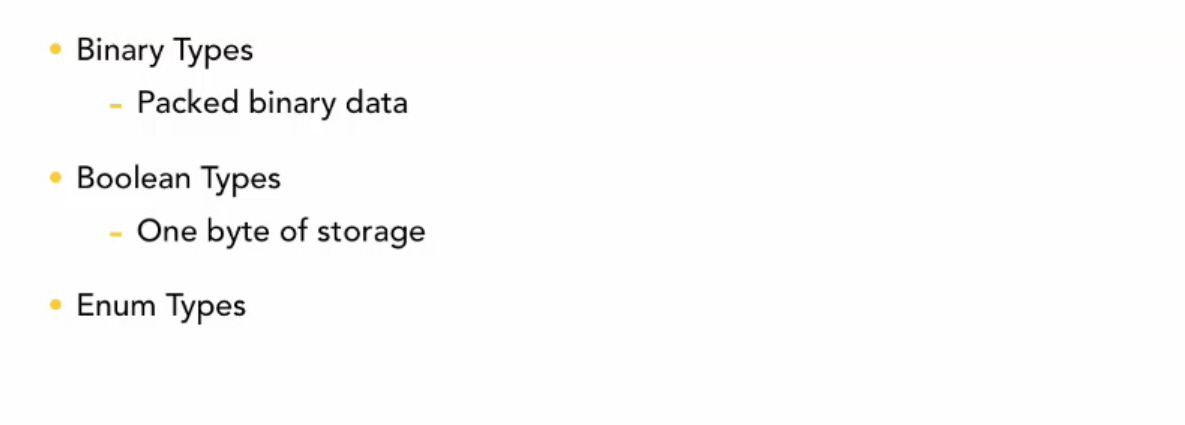 • Binary Types
– Packed binary data
• Boolean Types
– One byte of storage
• Enum Types